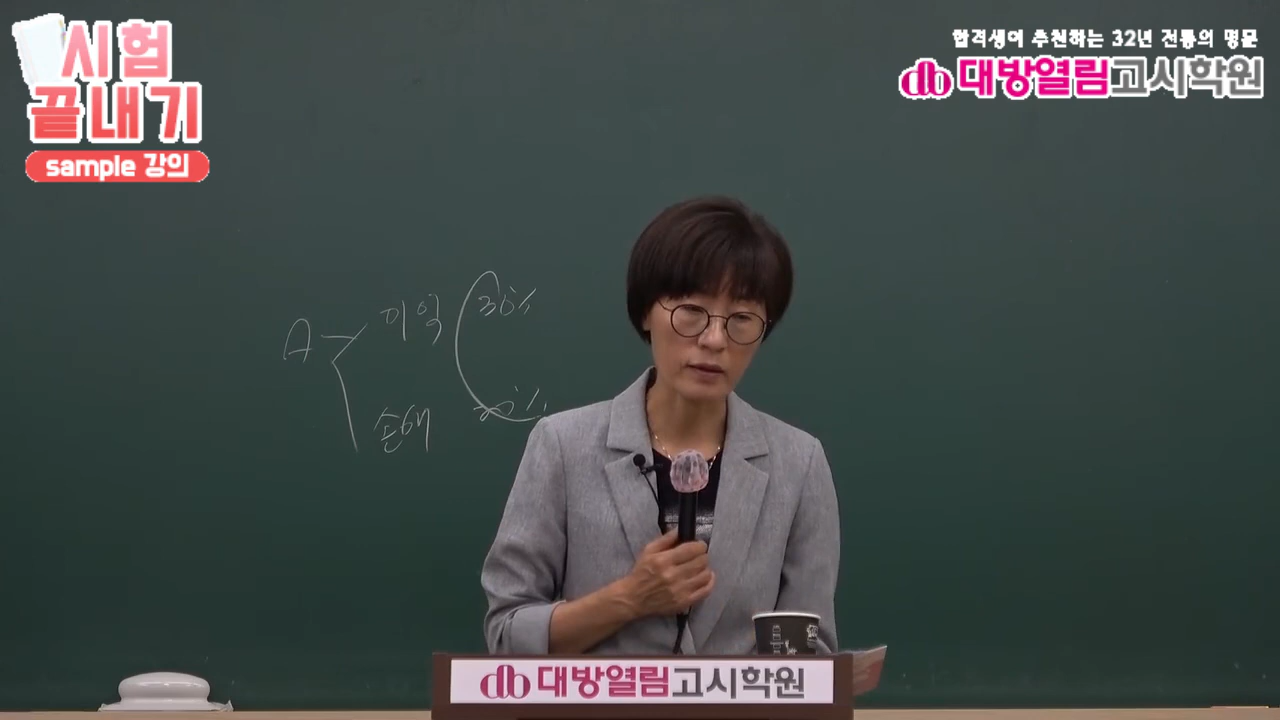 시험
끝내기
sample 강의
합격생이 추천하는 32년 전통의 명문
대방열림고시학원
A
이익 30%
손해 20%
대방열림고시학원